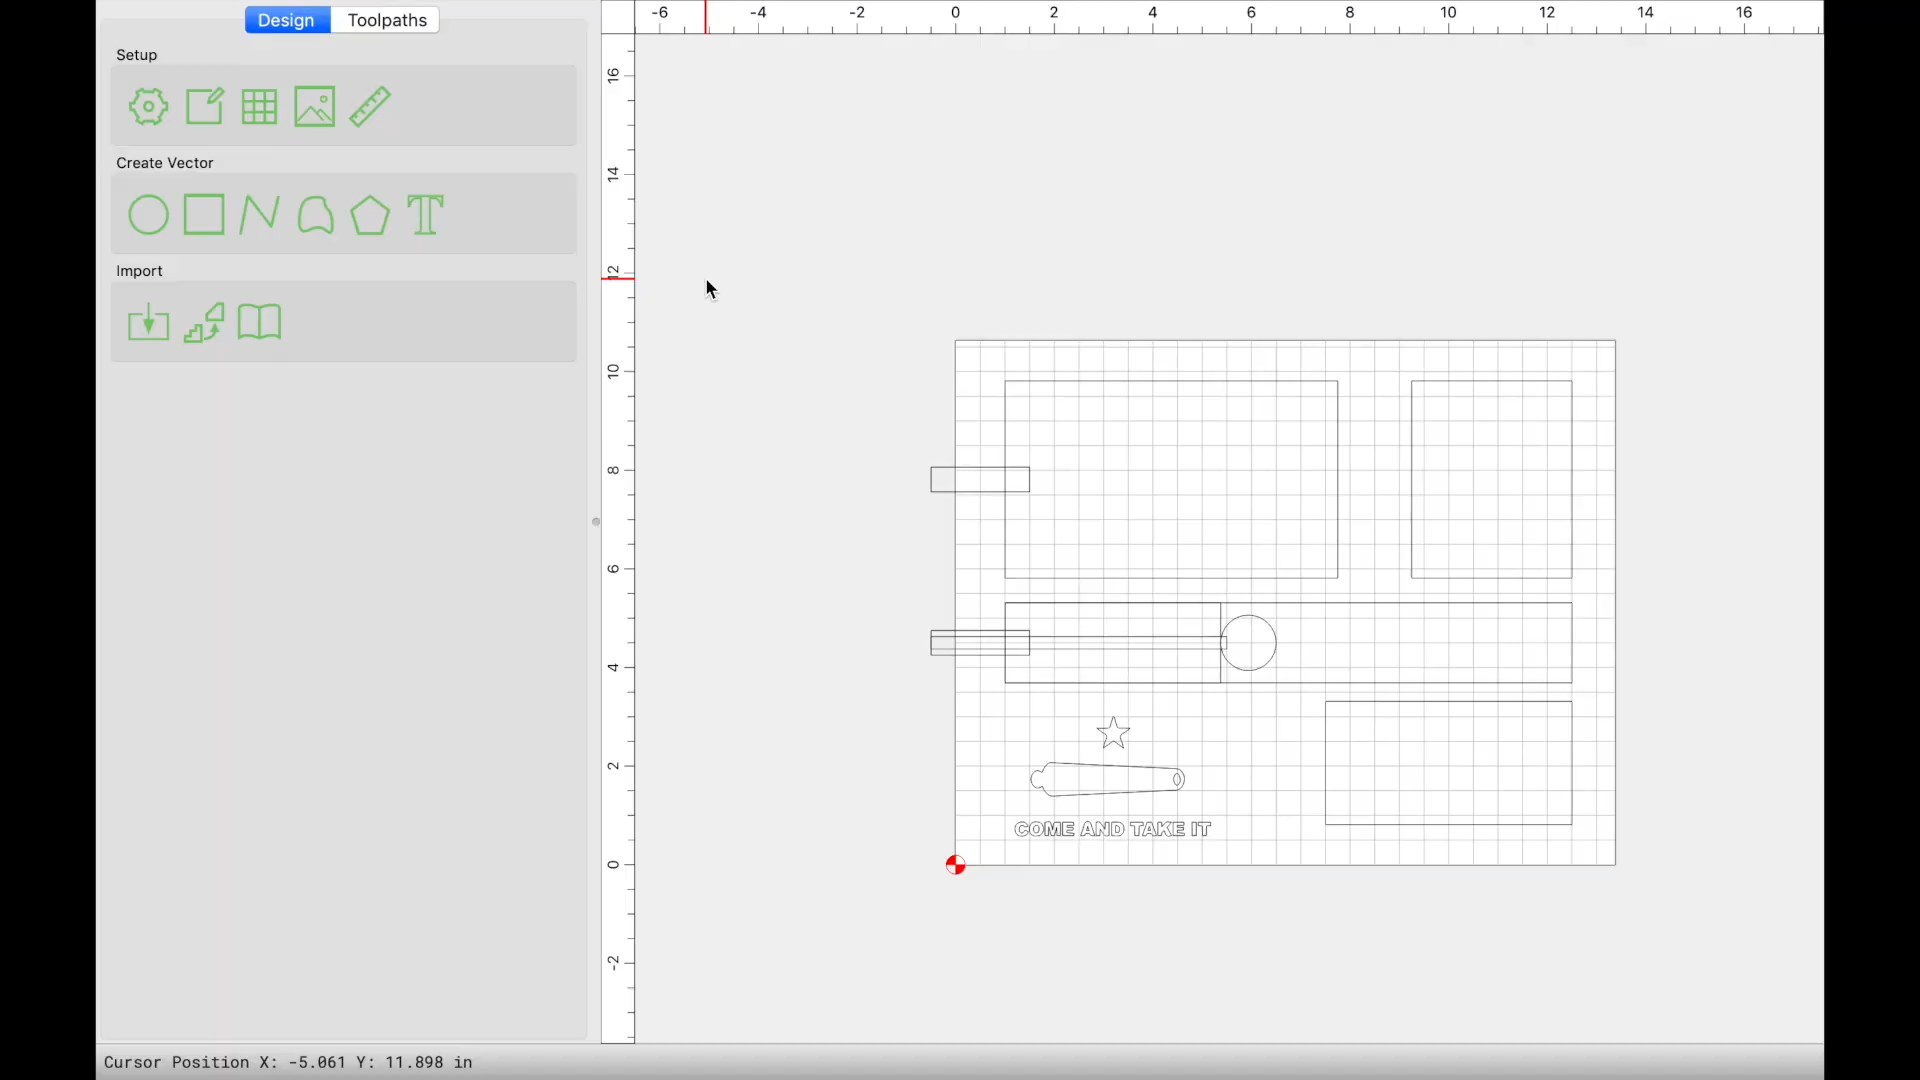 Design Toolpaths
Setup
Create Vector
Import
-6 -4 -2 0 2 4 6 8 10 12 14 16
16
14
12
10
8
6
4
2
0
-2
COME AND TAKE IT
Cursor Position X: -5.061 Y: 11.898 in